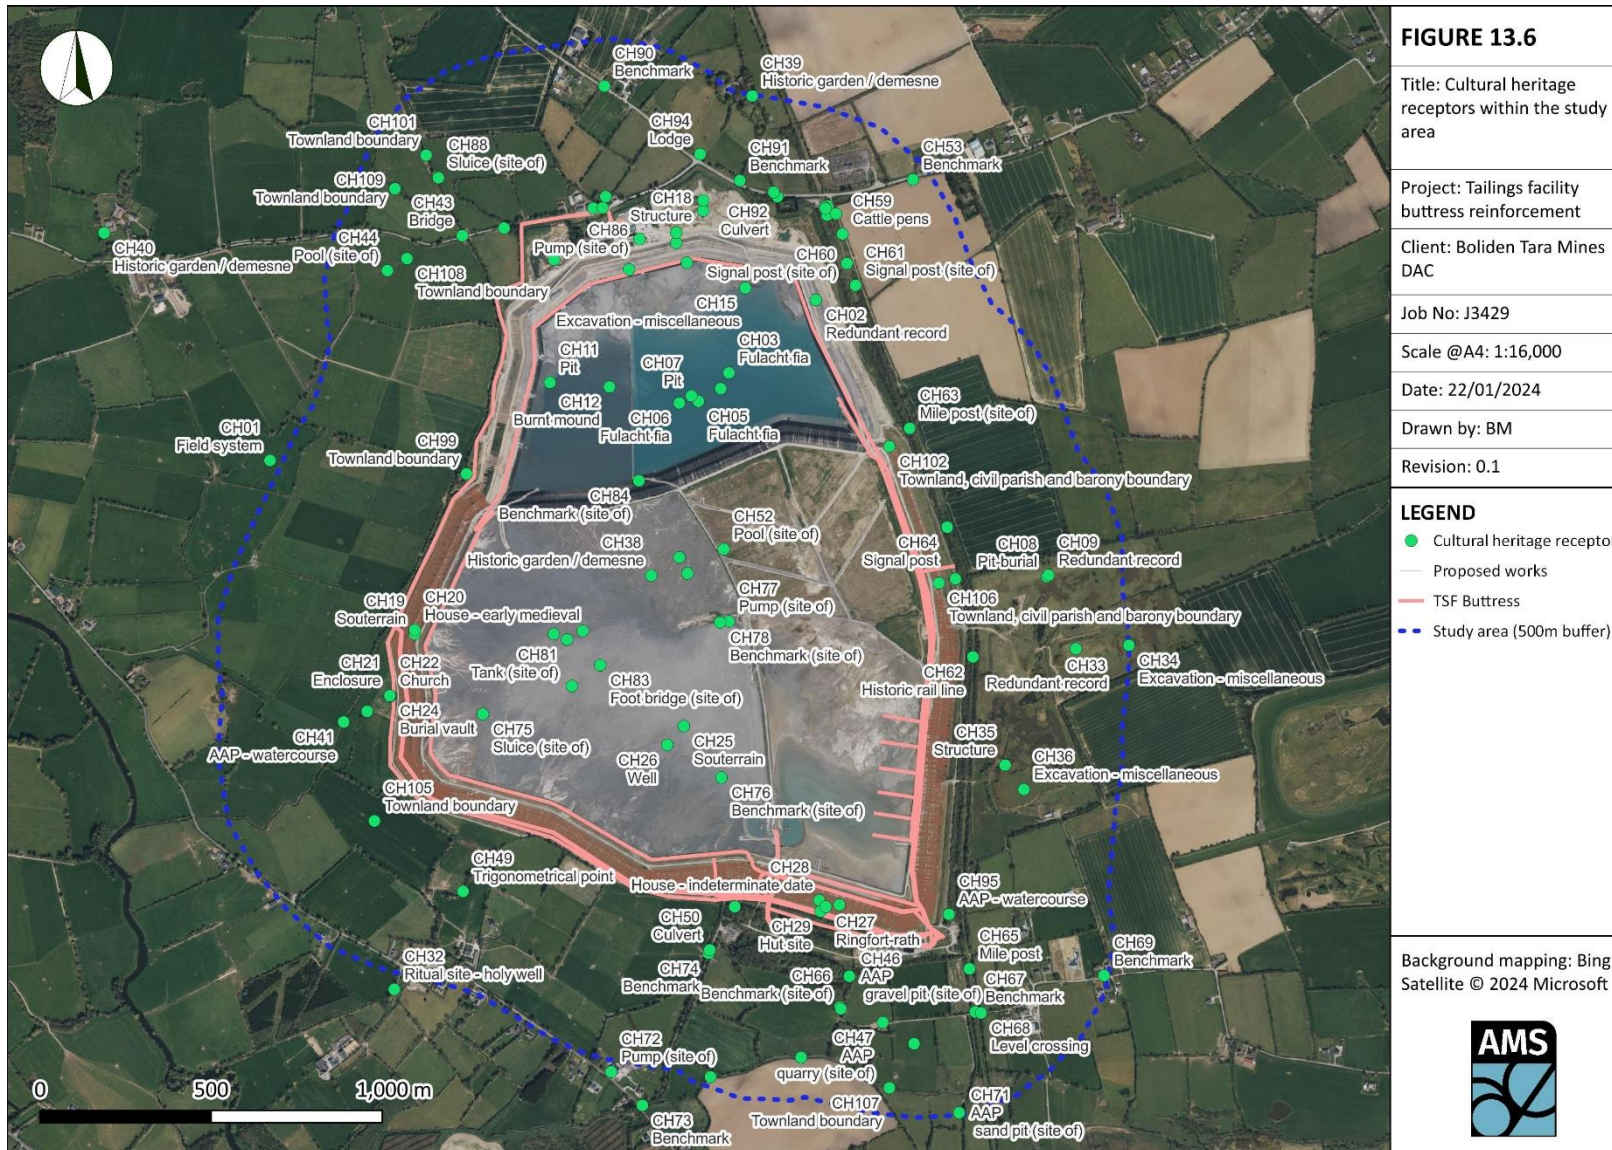 CH90
Benchmark
CH39
Historic garden / demesne
CH94
Lodge
CH101
Townland boundary
CH88
Sluice (site of)
CH91
Benchmark
CH53
Benchmark
CH109
Townland boundary
CH43
Bridge
CH18
Structure
CH92
Culvert
CH59
Cattle pens
CH40
Historic garden / demesne
CH44
Pool (site of)
CH86
Pump (site of)
CH60
Signal post (site of)
CH61
Signal post (site of)
CH108
Townland boundary
CH15
Excavation - miscellaneous
CH02
Redundant record
CH11
Pit
CH07
Pit
CH03
Fulacht fia
CH12
Burnt mound
CH06
Fulacht fia
CH05
Fulacht fia
CH63
Mile post (site of)
CH01
Field system
CH99
Townland boundary
CH102
Townland, civil parish and barony boundary
CH84
Benchmark (site of)
CH52
Pool (site of)
CH38
Historic garden / demesne
CH64
Signal post
CH08
Pit-burial
CH09
Redundant record
CH19
Souterrain
CH20
House - early medieval
CH77
Pump (site of)
CH106
Townland, civil parish and barony boundary
CH78
Benchmark (site of)
CH81
Tank (site of)
CH21
Enclosure
CH22
Church
CH83
Foot bridge (site of)
CH62
Historic rail line
CH33
Redundant record
CH34
Excavation - miscellaneous
CH24
Burial vault
CH41
AAP - watercourse
CH75
Sluice (site of)
CH26
Well
CH25
Souterrain
CH35
Structure
CH36
Excavation - miscellaneous
CH105
Townland boundary
CH76
Benchmark (site of)
CH49
Trigonometrical point
CH28
House - indeterminate date
CH50
Culvert
CH29
Hut site
CH27
Ringfort-rath
CH95
AAP - watercourse
CH32
Ritual site - holy well
CH74
Benchmark
CH66
Benchmark (site of)
CH46
AAP
gravel pit (site of)
CH65
Mile post
CH67
Benchmark
CH69
Benchmark
CH68
Level crossing
CH72
Pump (site of)
CH47
AAP
quarry (site of)
CH73
Benchmark
CH107
Townland boundary
CH71
AAP
sand pit (site of)
0 500 1,000 m
FIGURE 13.6
Title: Cultural heritage
receptors within the study
area
Project: Tailings facility
buttress reinforcement
Client: Boliden Tara Mines
DAC
Job No: J3429
Scale @A4: 1:16,000
Date: 22/01/2024
Drawn by: BM
Revision: 0.1
LEGEND
Cultural heritage receptor
Proposed works
TSF Buttress
Study area (500m buffer)
Background mapping: Bing
Satellite © 2024 Microsoft
AMS